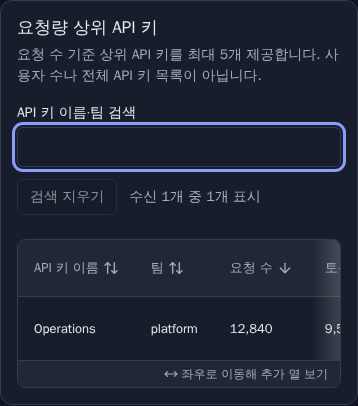 요청량 상위 API 키
요청 수 기준 상위 API 키를 최대 5개 제공합니다. 사
용자 수나 전체 API 키 목록이 아닙니다.
API 키 이름·팀 검색
검색 지우기 수신 1개 중 1개 표시
API 키 이름 ↑↓ 팀 ↑↓ 요청 수 ↓
Operations platform 12,840
↔ 좌우로 이동해 추가 열 보기